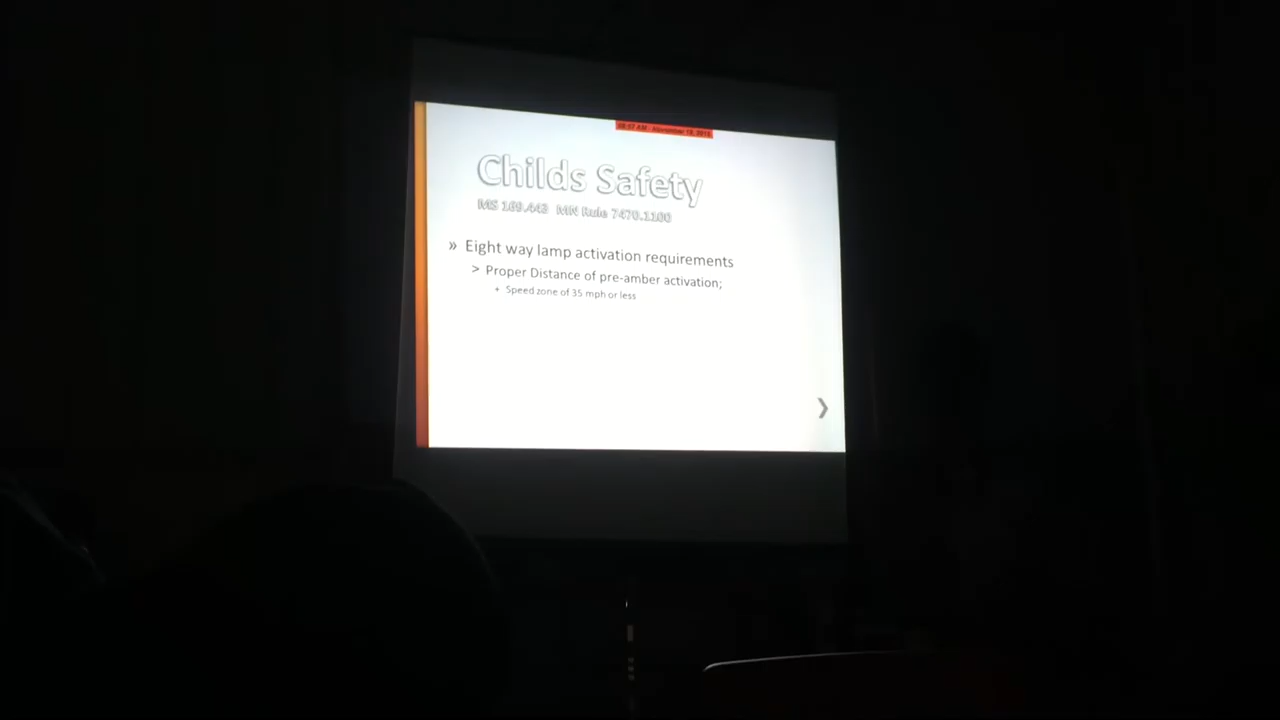 Childs Safety
MS 169.443 MN Rule 7470.1100
» Eight way lamp activation requirements
> Proper Distance of pre-amber activation;
+ Speed zone of 35 mph or less